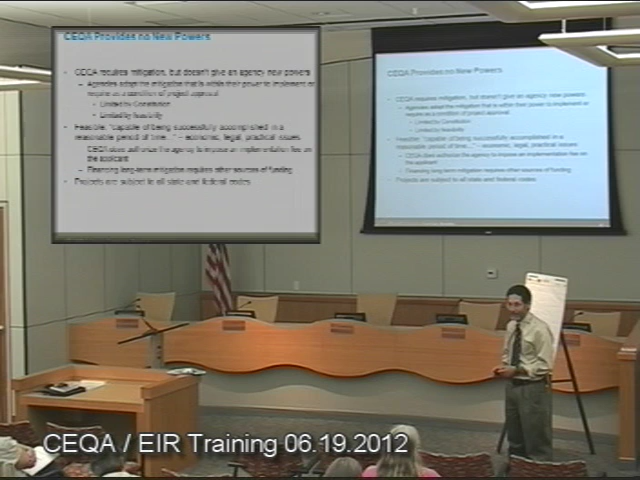 CEQA Provides no New Powers
CEQA requires mitigation, but doesn't give an agency new powers
– Agencies adopt the mitigation that is within their power to implement or
require as a condition of project approval
• Limited by Constitution
• Limited by feasibility
Feasible: "capable of being successfully accomplished in a
reasonable period of time. . ." – economic, legal, practical issues
CEQA does authorize the agency to impose an implementation fee on
the applicant
– Financing long-term mitigation requires other sources of funding
• Projects are subject to all state and federal codes
CEQA Provides no New Powers
CEQA requires mitigation, but doesn't give an agency new powers
– Agencies adopt the mitigation that is within their power to implement or
require as a condition of project approval
• Limited by Constitution
• Limited by feasibility
Feasible: "capable of being successfully accomplished in a
reasonable period of time. . ." – economic, legal, practical issues
CEQA does authorize the agency to impose an implementation fee on
the applicant
– Financing long-term mitigation requires other sources of funding
Projects are subject to all state and federal codes
CEQA / EIR Training 06.19.2012